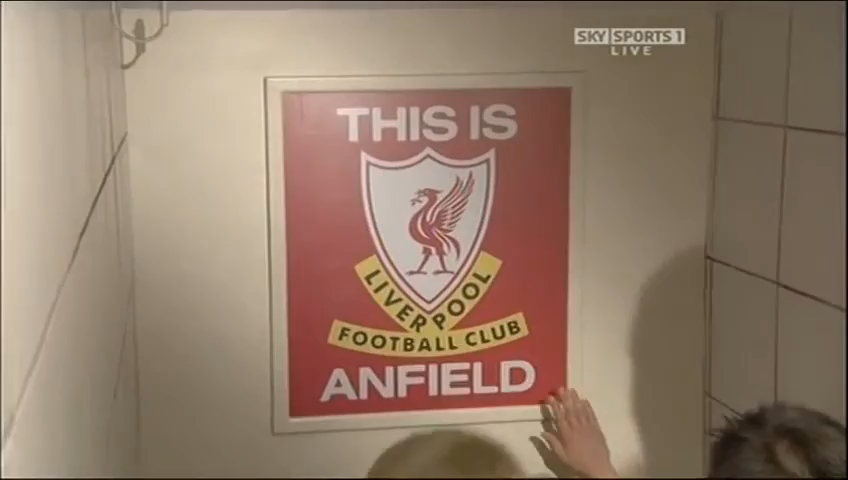 SKY SPORTS 1
LIVE
THIS IS
LIVERPOOL
FOOTBALL CLUB
ANFIELD